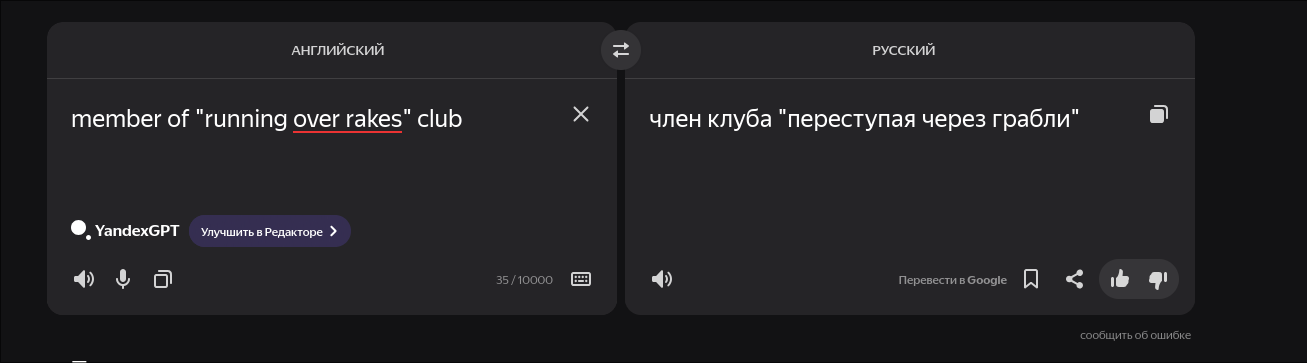 АНГЛИЙСКИЙ
РУССКИЙ
member of "running over rakes" club
член клуба "переступая через грабли"
YandexGPT
Улучшить в Редакторе
35 / 10000
Перевести в Google
сообщить об ошибке